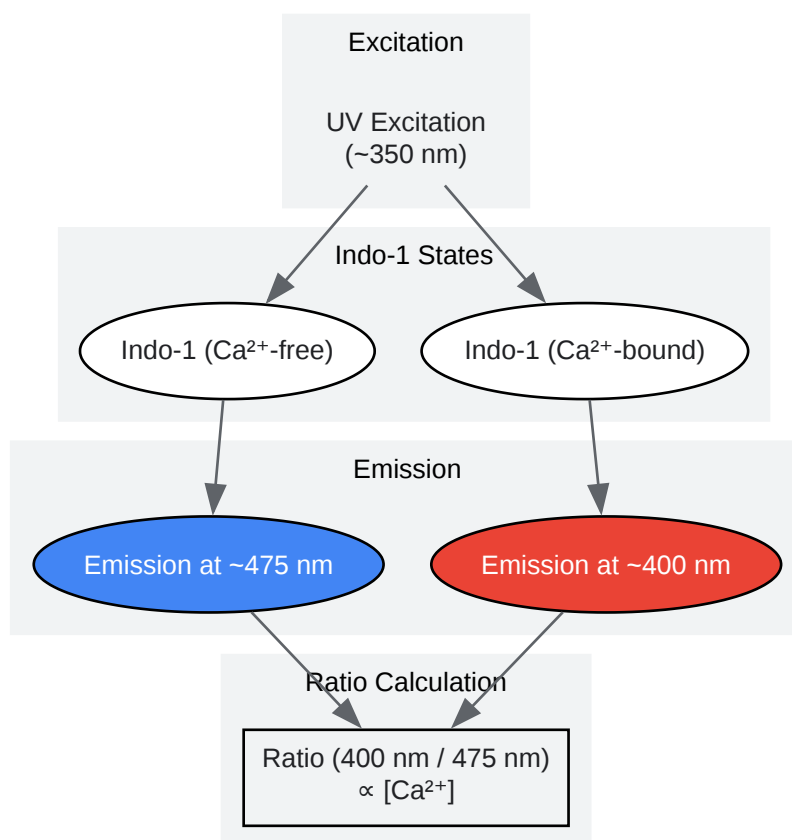 Excitation
UV Excitation
(~350 nm)
Indo-1 States
Indo-1 (Ca²⁺-free)
Indo-1 (Ca²⁺-bound)
Emission
Emission at ~475 nm
Emission at ~400 nm
Ratio Calculation
Ratio (400 nm / 475 nm)
∝ [Ca²⁺]